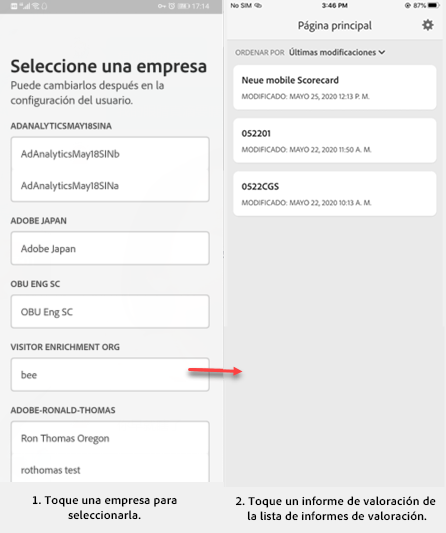 17:14
Seleccione una empresa
Puede cambiarlos después en la
configuración del usuario.
ADANALYTICSMAY18SINA
AdAnalyticsMay18SINb
AdAnalyticsMay18SINa
ADOBE JAPAN
Adobe Japan
OBU ENG SC
OBU Eng SC
VISITOR ENRICHMENT ORG
bee
ADOBE-RONALD-THOMAS
Ron Thomas Oregon
rothomas test
1. Toque una empresa para
seleccionarla.
No SIM 3:46 PM 87%
Página principal
ORDENAR POR Últimas modificaciones
Neue mobile Scorecard
MODIFICADO: MAYO 25, 2020 12:13 P. M.
052201
MODIFICADO: MAYO 22, 2020 11:50 A. M.
0522CGS
MODIFICADO: MAYO 22, 2020 10:13 A. M.
2. Toque un informe de valoración de
la lista de informes de valoración.